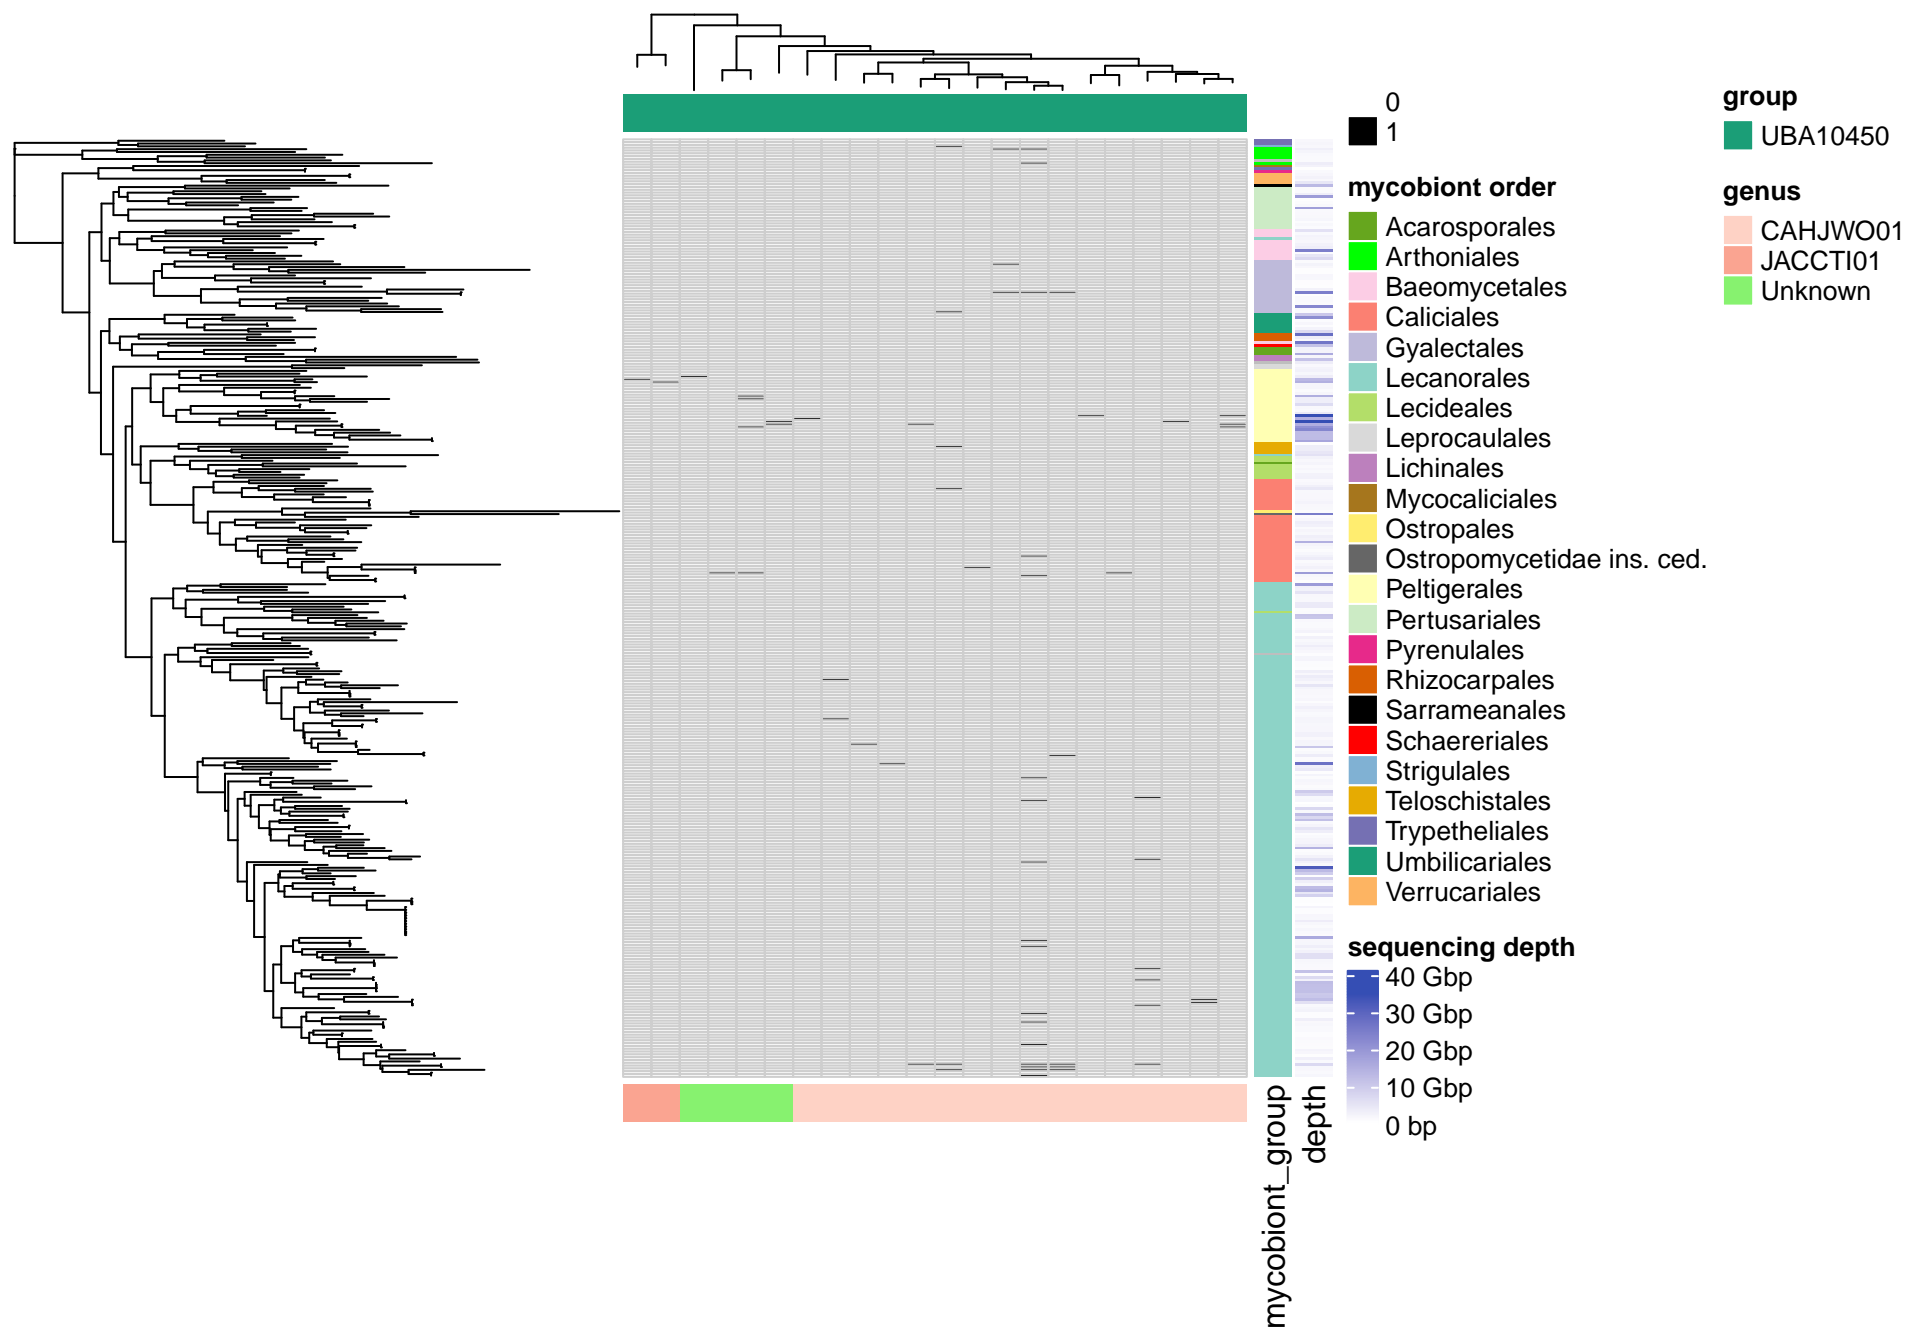 0
1
mycobiont order
Acarosporales
Arthoniales
Baeomycetales
Caliciales
Gyalectales
Lecanorales
Lecideales
Leprocaulales
Lichinales
Mycocaliciales
Ostropales
Ostropomycetidae ins. ced.
Peltigerales
Pertusariales
Pyrenulales
Rhizocarpales
Sarrameanales
Schaereriales
Strigulales
Teloschistales
Trypetheliales
Umbilicariales
Verrucariales
sequencing depth
40 Gbp
30 Gbp
20 Gbp
10 Gbp
0 bp
group
UBA10450
genus
CAHJWO01
JACCTI01
Unknown
mycobiont_group
depth